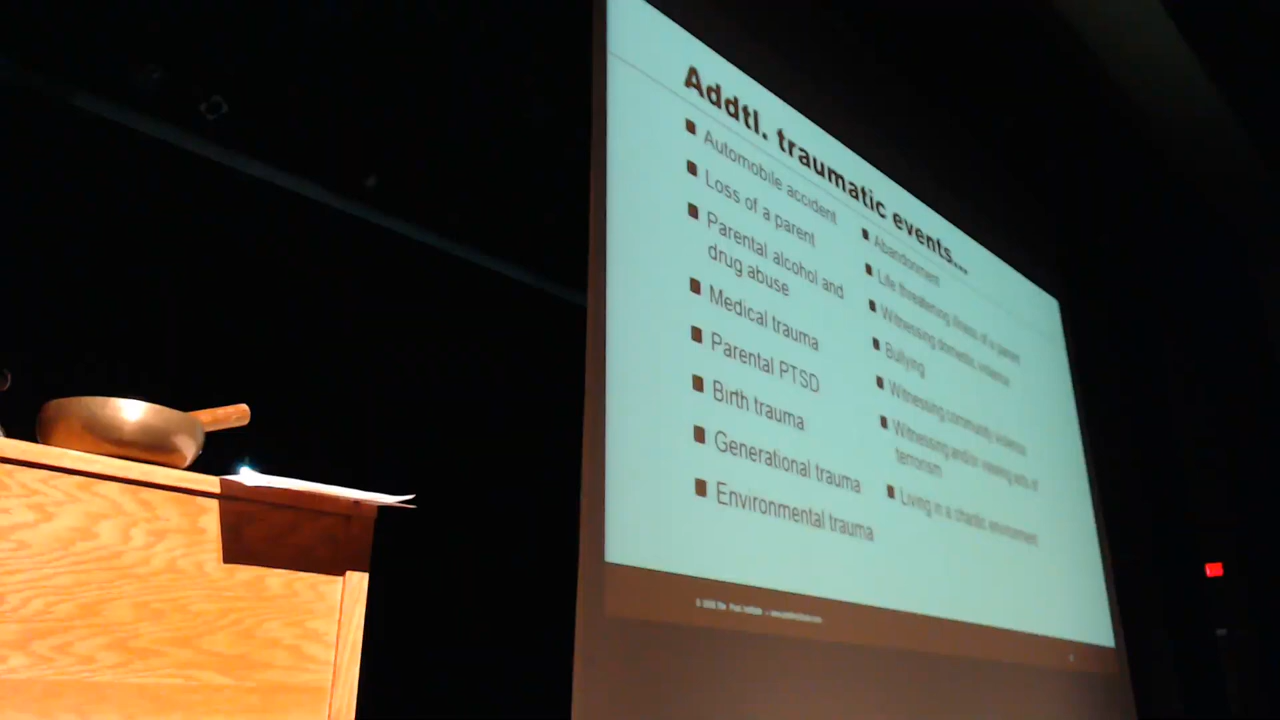 Addtl. traumatic events...
Automobile accident
Loss of a parent
Parental alcohol and
drug abuse
Medical trauma
Parental PTSD
Birth trauma
Generational trauma
Environmental trauma
Abandonment
Life threatening illness of a parent
Witnessing domestic violence
Bullying
Witnessing community violence
Witnessing and/or viewing acts of
terrorism
Living in a chaotic environment